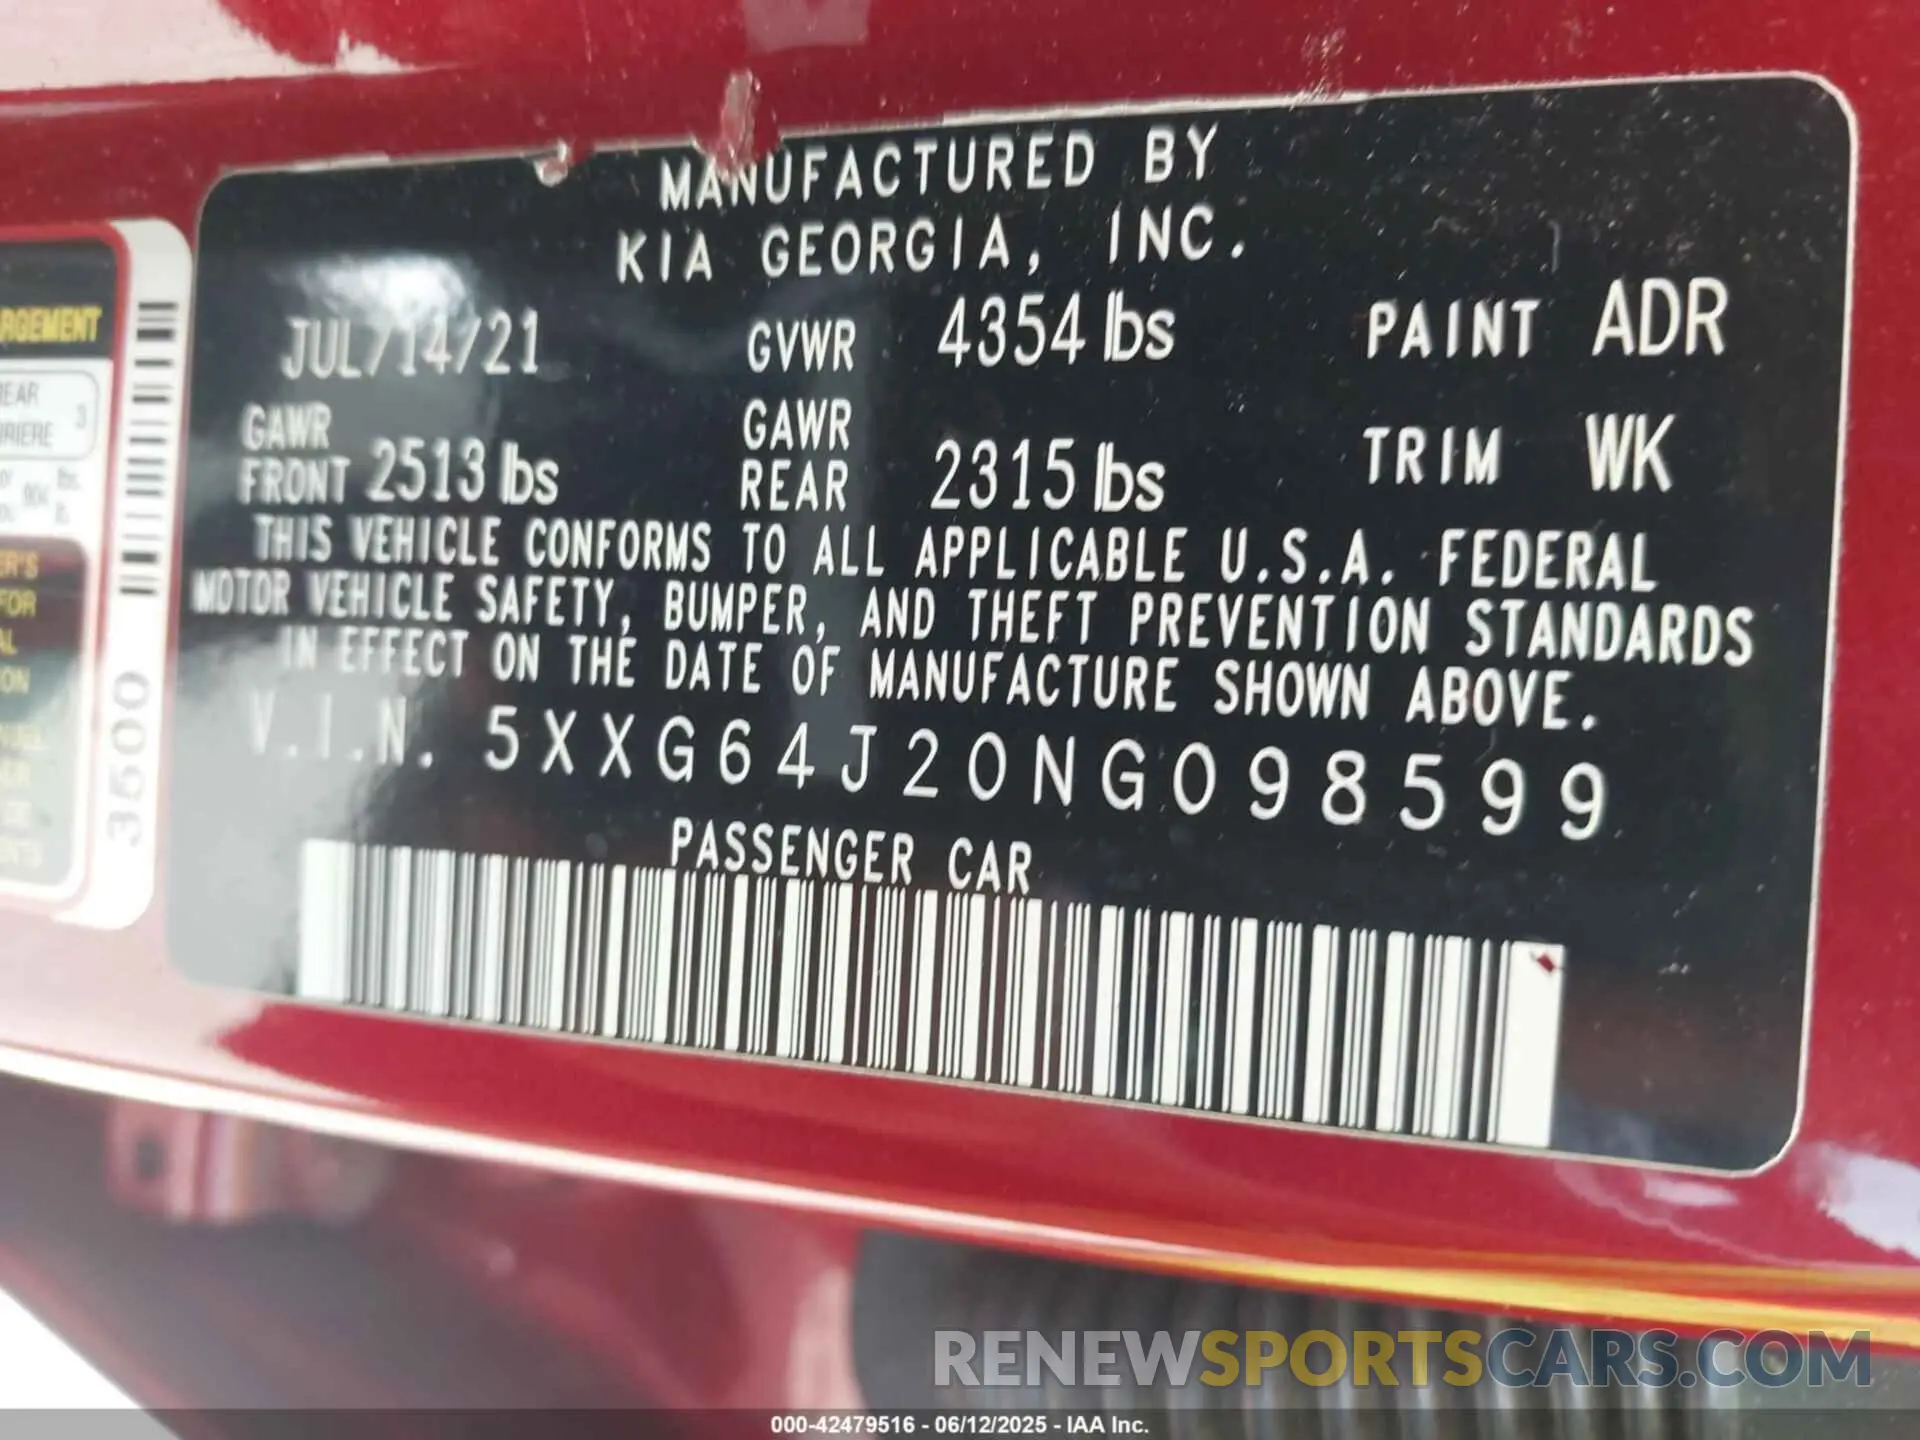 MANUFACTURED BY
KIA GEORGIA, INC.
JUL/14/21 GVWR 4354 lbs PAINT ADR
GAWR FRONT 2513 lbs GAWR REAR 2315 lbs TRIM WK
THIS VEHICLE CONFORMS TO ALL APPLICABLE U.S.A. FEDERAL
MOTOR VEHICLE SAFETY, BUMPER, AND THEFT PREVENTION STANDARDS
IN EFFECT ON THE DATE OF MANUFACTURE SHOWN ABOVE.
V.I.N. 5XXG64J20NG098599
PASSENGER CAR
3500
RENEWSPORTSCARS.COM
000-42479516 - 06/12/2025 - IAA Inc.